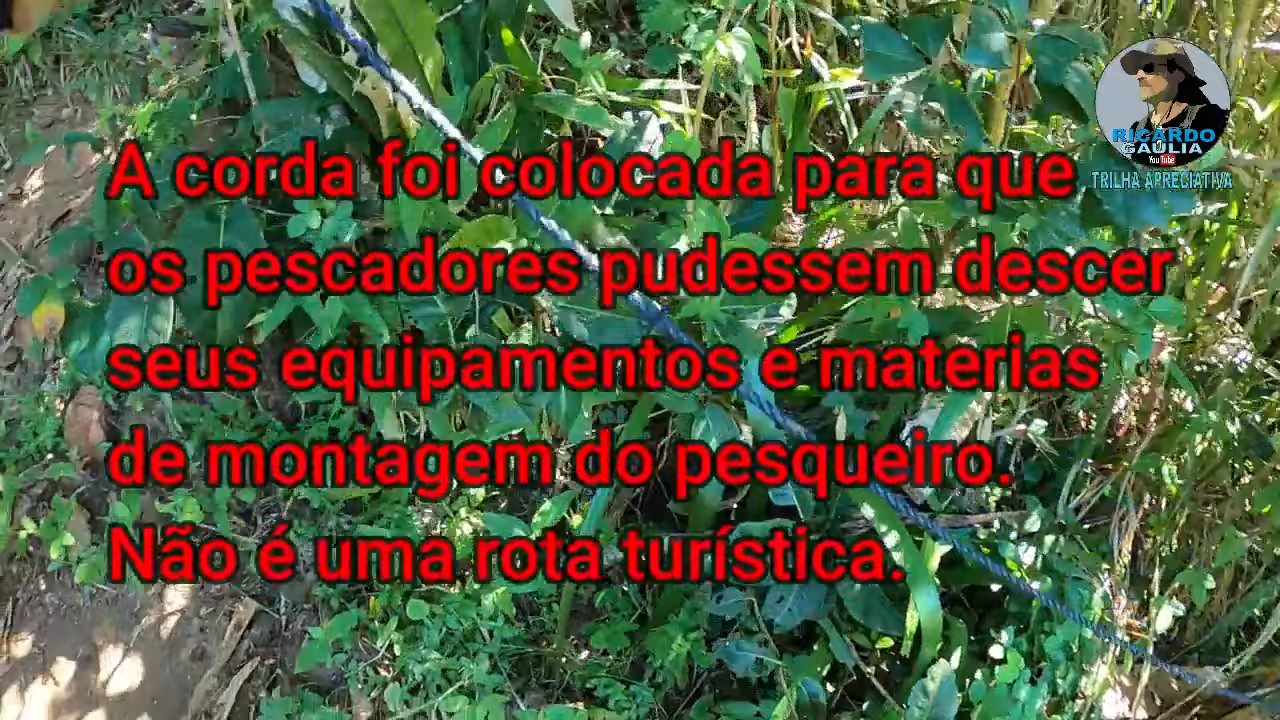 A corda foi colocada para que
os pescadores pudessem descer
seus equipamentos e materias
de montagem do pesqueiro.
Não é uma rota turística.
RICARDO
GAULIA
YouTube
TRILHA APRECIATIVA